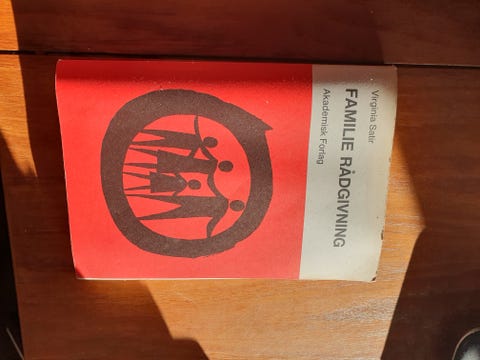 Virginia Satir
FAMILIE RÅDGIVNING
Akademisk Forlag